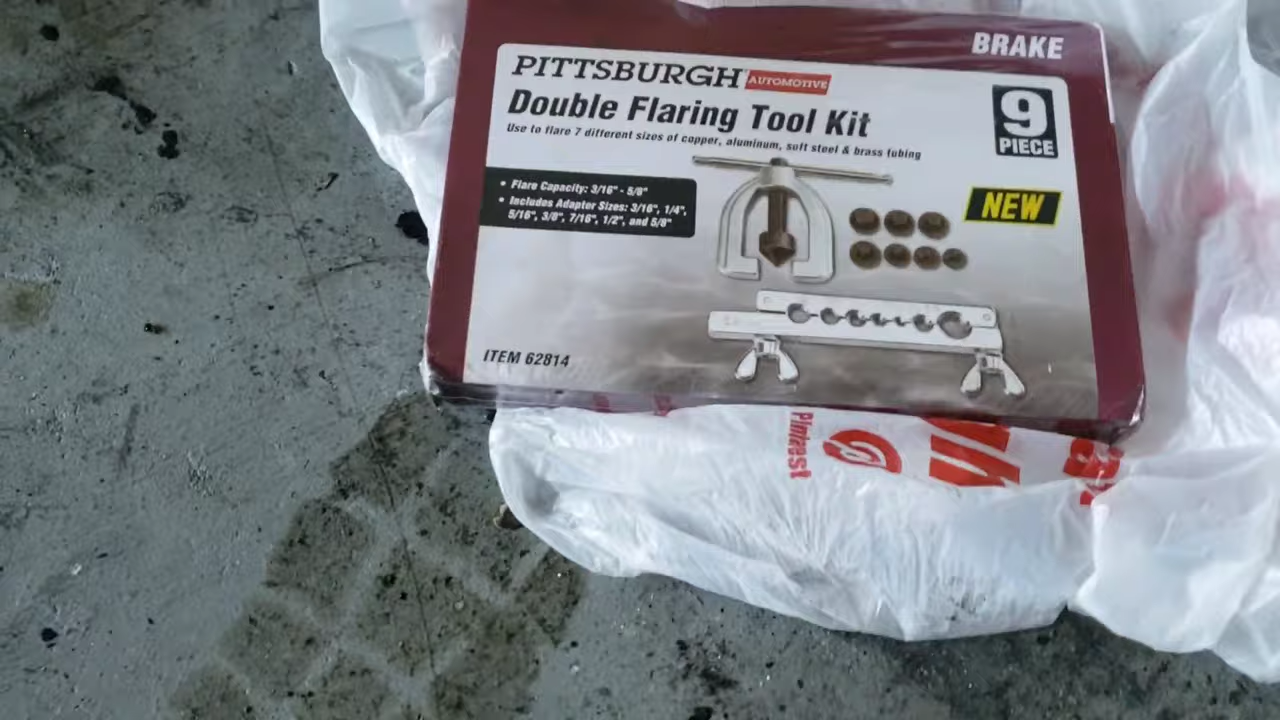 BRAKE
PITTSBURGH AUTOMOTIVE
Double Flaring Tool Kit
Use to flare 7 different sizes of copper, aluminum, soft steel & brass tubing
9
PIECE
• Flare Capacity: 3/16" - 5/8"
• Includes Adapter Sizes: 3/16", 1/4",
5/16", 3/8", 7/16", 1/2", and 5/8"
NEW
ITEM 62814